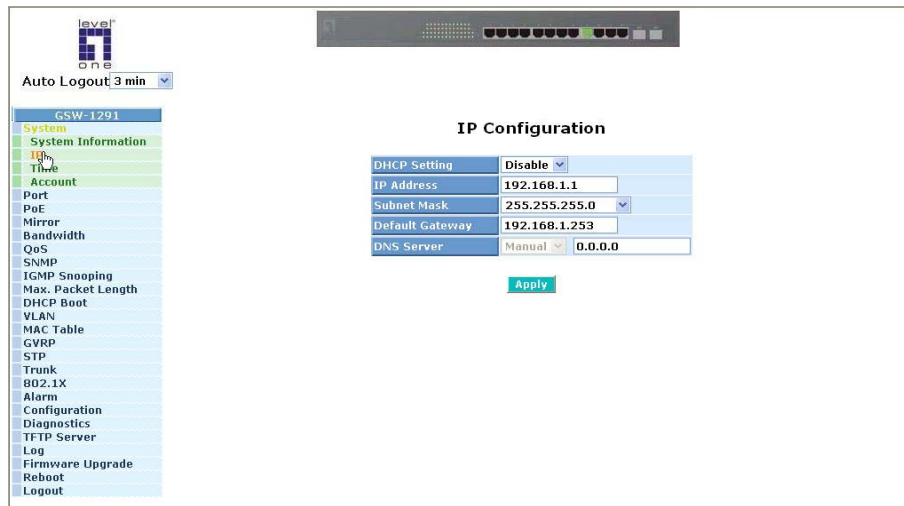 level
one
Auto Logout 3 min
GSW-1291
System
System Information
IP
Time
Account
Port
PoE
Mirror
Bandwidth
QoS
SNMP
IGMP Snooping
Max. Packet Length
DHCP Boot
VLAN
MAC Table
GVRP
STP
Trunk
802.1X
Alarm
Configuration
Diagnostics
TFTP Server
Log
Firmware Upgrade
Reboot
Logout
IP Configuration
DHCP Setting Disable
IP Address 192.168.1.1
Subnet Mask 255.255.255.0
Default Gateway 192.168.1.253
DNS Server Manual 0.0.0.0
Apply